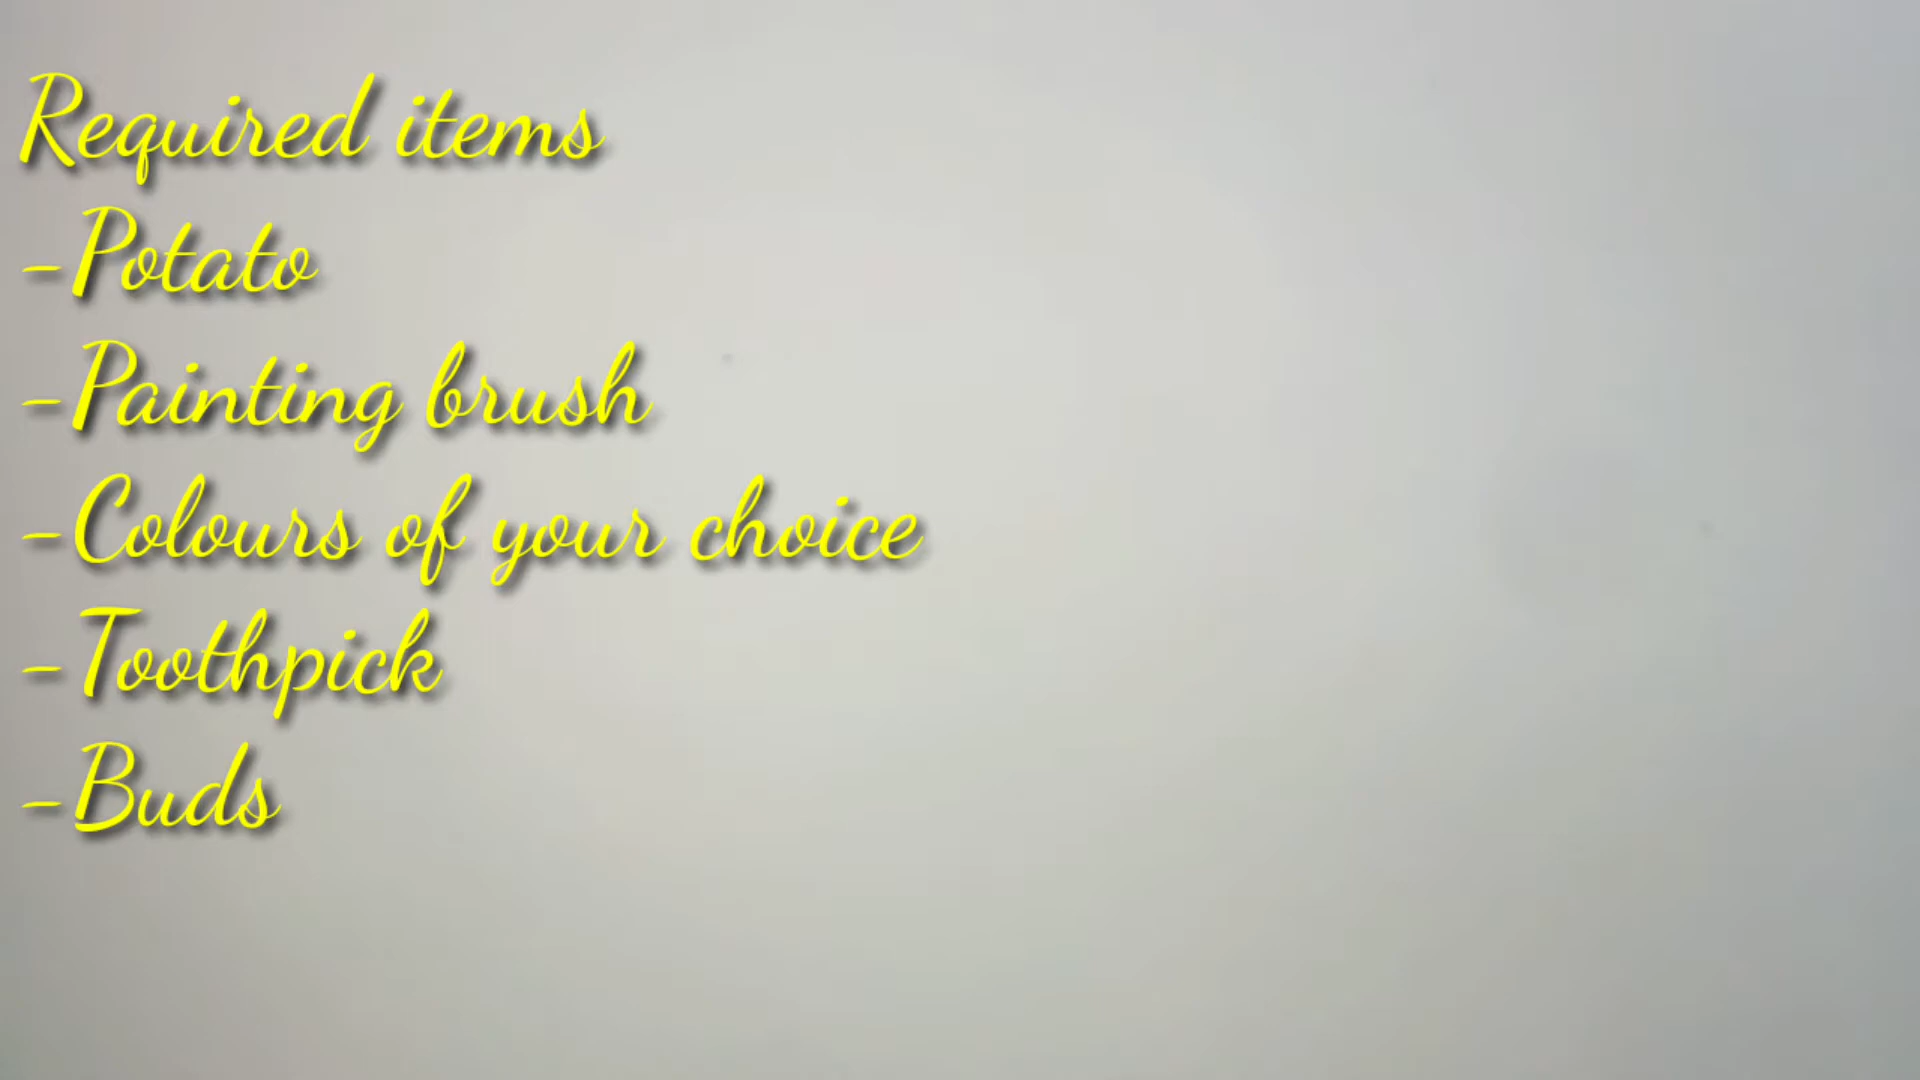 Required items
-Potato
-Painting brush
-Colours of your choice
-Toothpick
-Buds